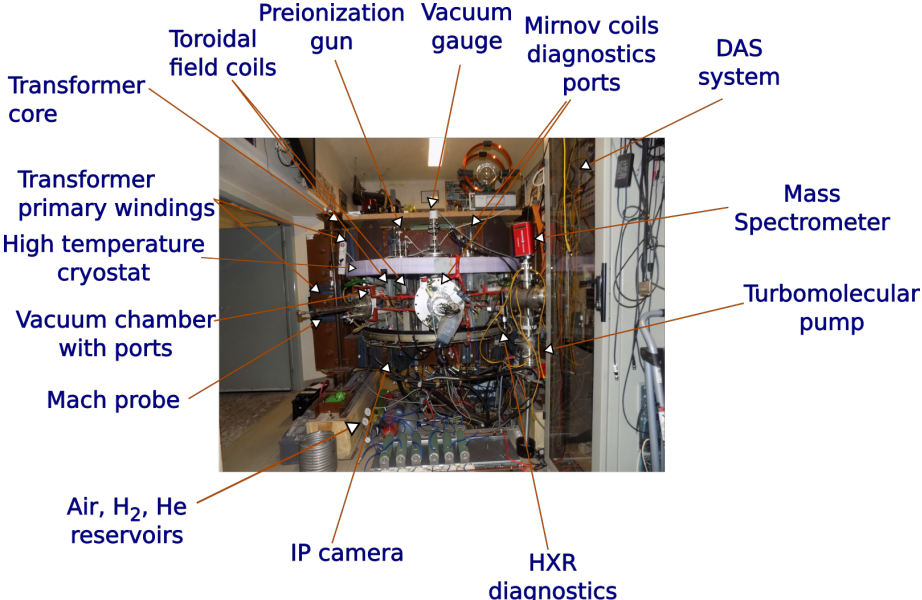 Preionization
gun
Vacuum
gauge
Mirnov coils
diagnostics
ports
DAS
system
Toroidal
field coils
Transformer
core
Transformer
primary windings
High temperature
cryostat
Vacuum chamber
with ports
Mach probe
Air, H₂, He
reservoirs
IP camera
HXR
diagnostics
Turbomolecular
pump
Mass
Spectrometer